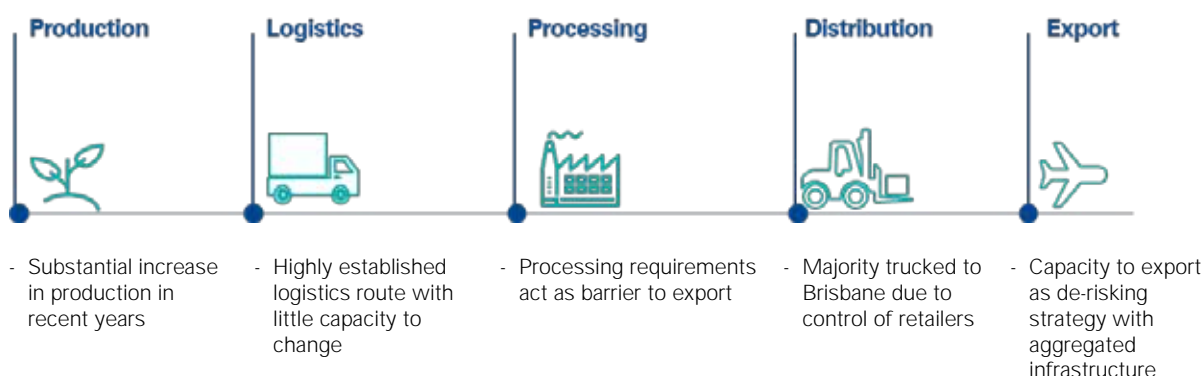 Production
Logistics
Processing
Distribution
Export
- Substantial increase
in production in
recent years
- Highly established
logistics route with
little capacity to
change
- Processing requirements
act as barrier to export
- Majority trucked to
Brisbane due to
control of retailers
- Capacity to export
as de-risking
strategy with
aggregated
infrastructure